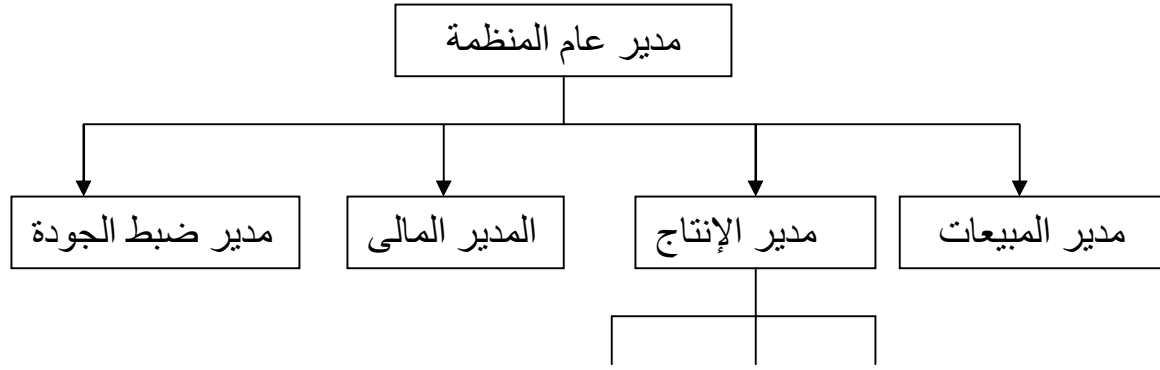 مدير عام المنظمة
مدير المبيعات
مدير الإنتاج
المدير المالى
مدير ضبط الجودة